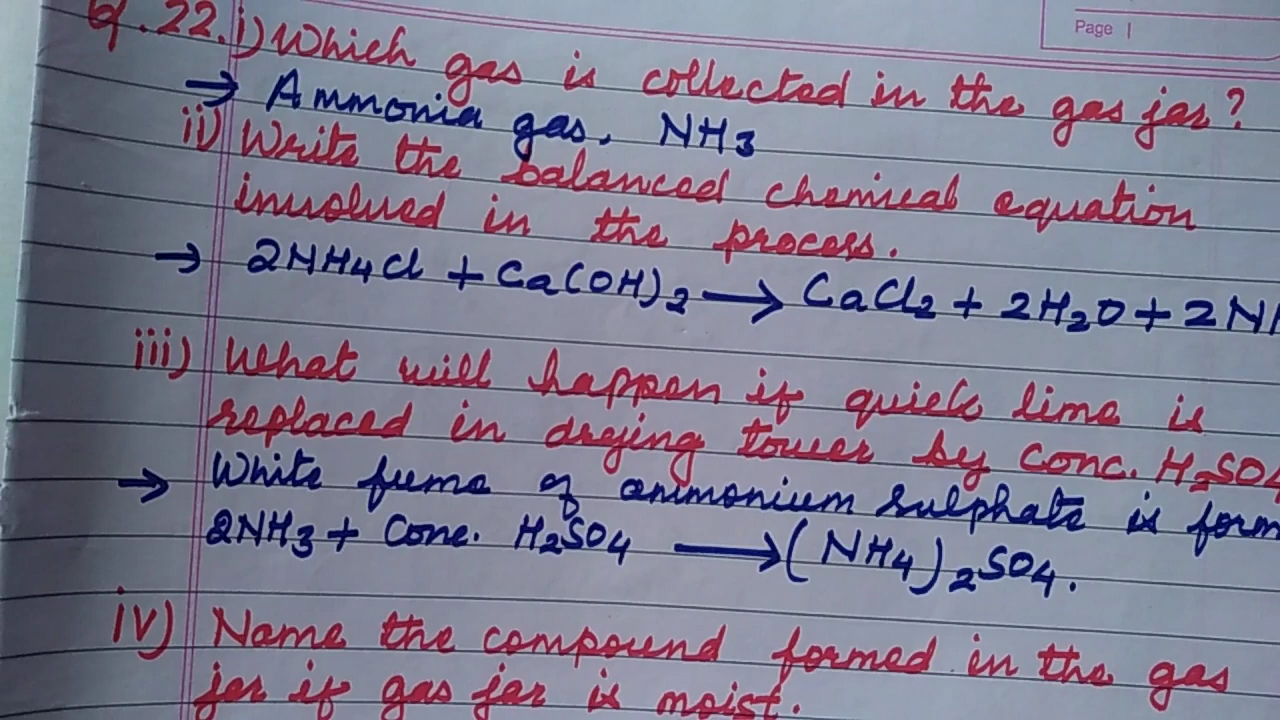 Page 1
Q.22.i) Which gas is collected in the gas jar?
→ Ammonia gas, NH3
ii) Write the balanced chemical equation
involved in the process.
→ 2NH4Cl + Ca(OH)2 → CaCl2 + 2H2O + 2NH
iii) What will happen if quick lime is
replaced in drying tower by Conc. H2SO4
→ White fume of ammonium sulphate is form
2NH3 + Conc. H2SO4 → (NH4)2SO4.
iv) Name the compound formed in the gas
jar if gas jar is moist.